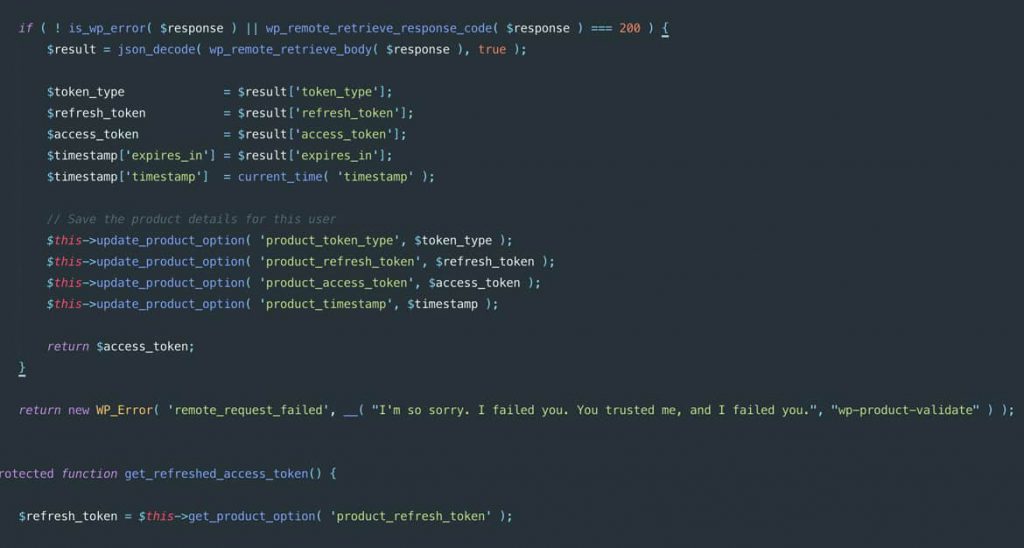 if ( ! is_wp_error( $response ) || wp_remote_retrieve_response_code( $response ) === 200 ) {
$result = json_decode( wp_remote_retrieve_body( $response ), true );
$token_type = $result['token_type'];
$refresh_token = $result['refresh_token'];
$access_token = $result['access_token'];
$timestamp['expires_in'] = $result['expires_in'];
$timestamp['timestamp'] = current_time( 'timestamp' );
// Save the product details for this user
$this->update_product_option( 'product_token_type', $token_type );
$this->update_product_option( 'product_refresh_token', $refresh_token );
$this->update_product_option( 'product_access_token', $access_token );
$this->update_product_option( 'product_timestamp', $timestamp );
return $access_token;
}
return new WP_Error( 'remote_request_failed', __( "I'm so sorry. I failed you. You trusted me, and I failed you.", "wp-product-validate" ) );
rotected function get_refreshed_access_token() {
$refresh_token = $this->get_product_option( 'product_refresh_token' );